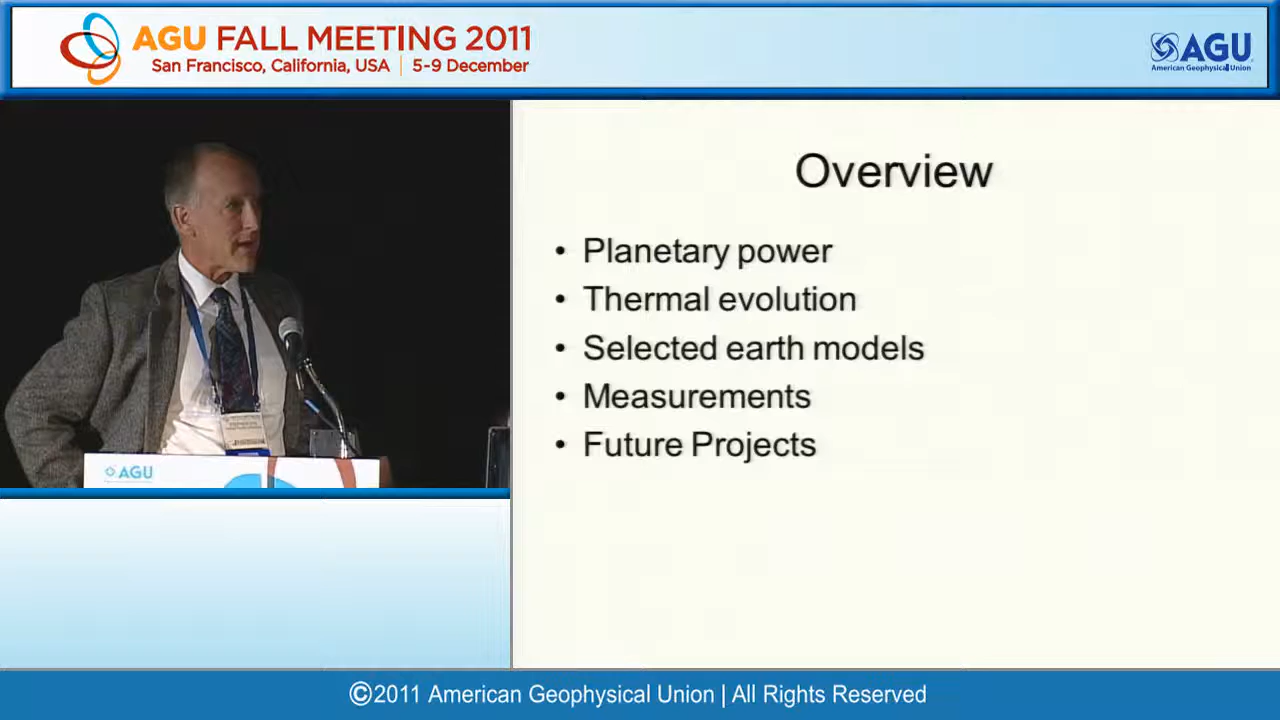 AGU FALL MEETING 2011
San Francisco, California, USA | 5-9 December
AGU
American Geophysical Union
Overview
• Planetary power
• Thermal evolution
• Selected earth models
• Measurements
• Future Projects
AGU
©2011 American Geophysical Union | All Rights Reserved